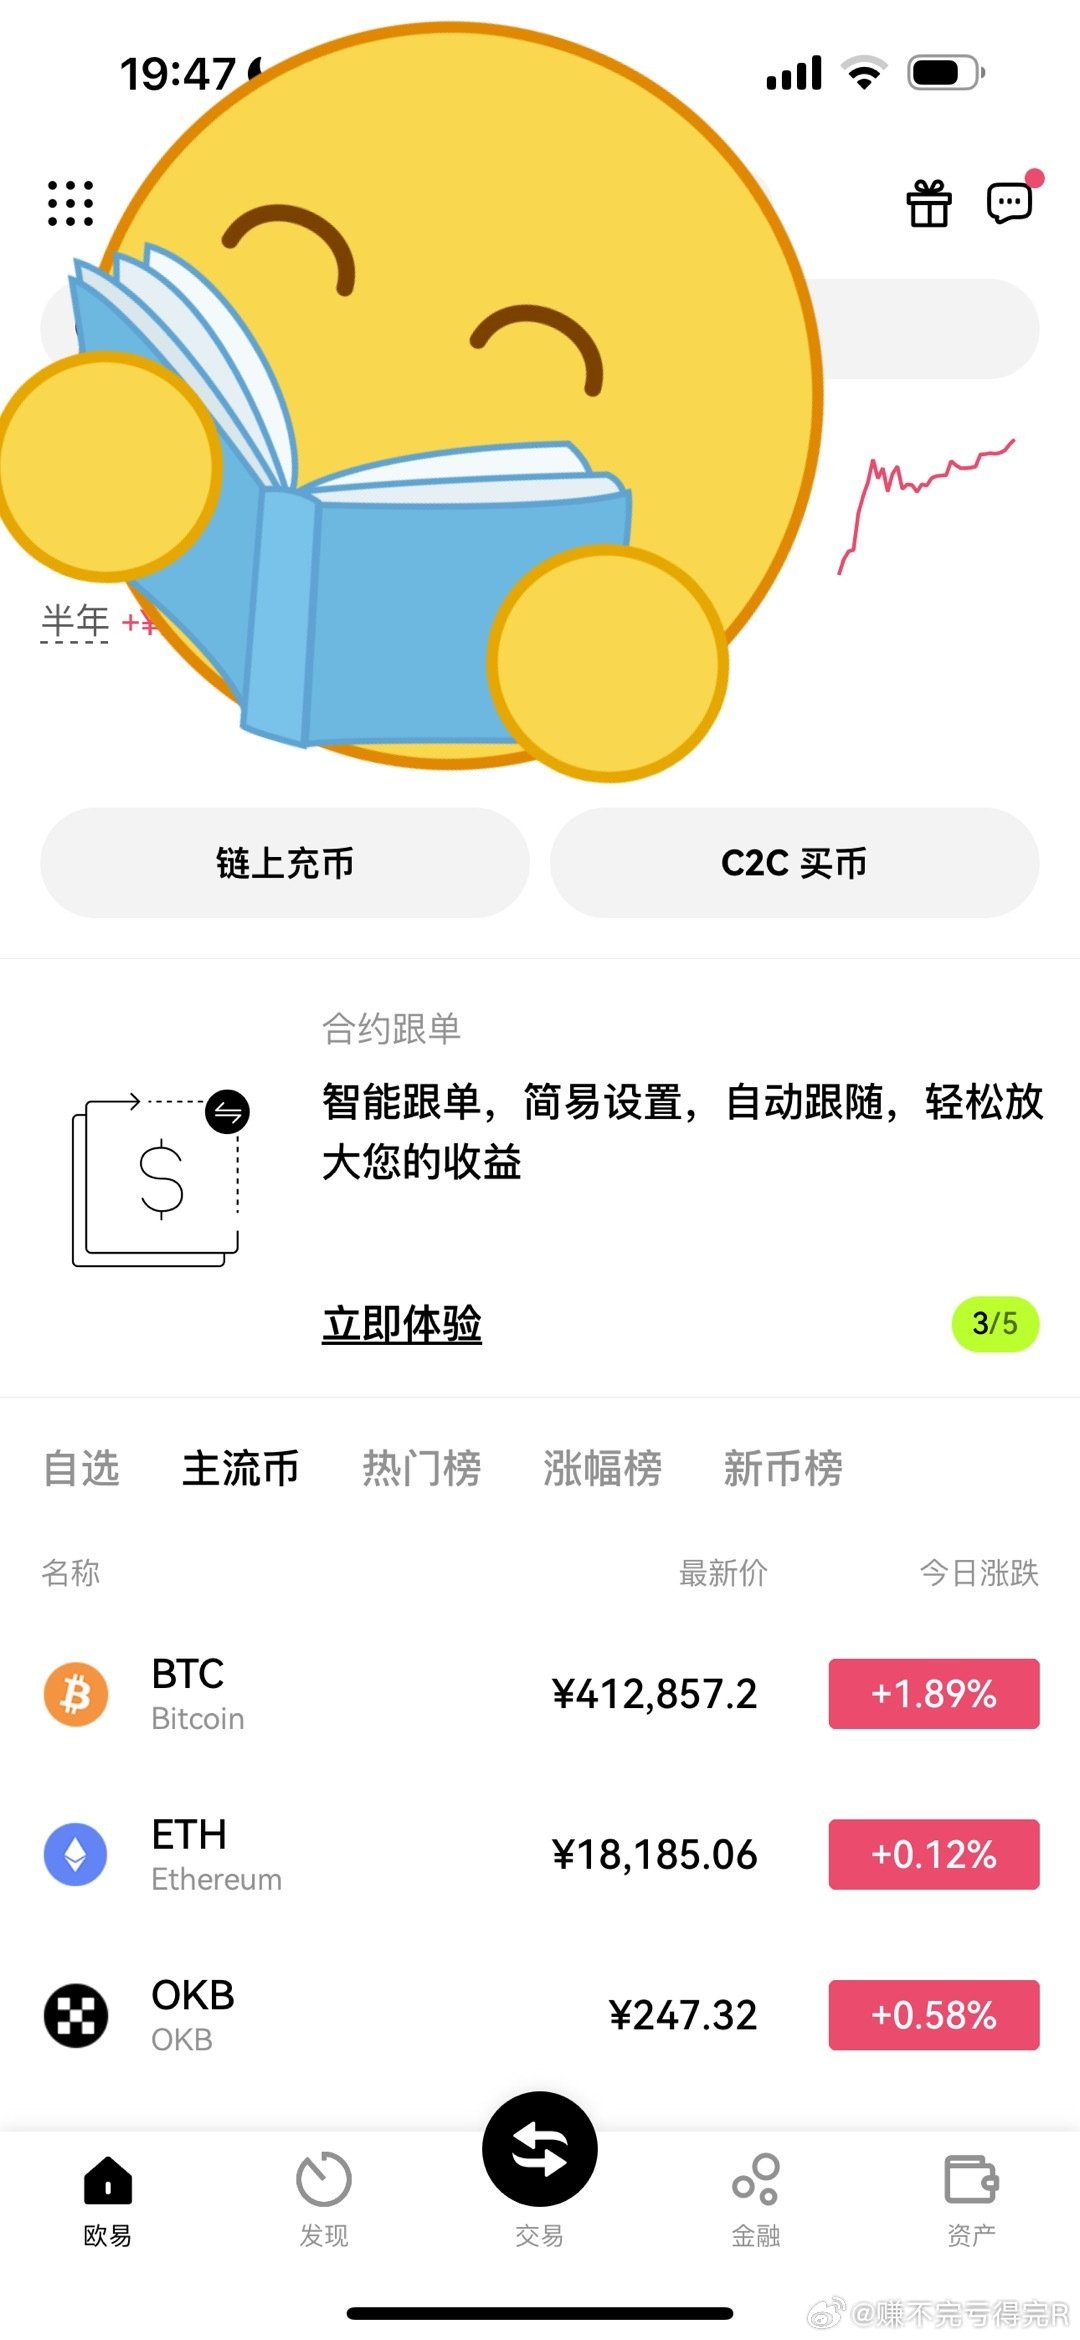 19:47
半年 +¥
链上充币
C2C 买币
合约跟单
智能跟单，简易设置，自动跟随，轻松放
大您的收益
立即体验
3/5
自选 主流币 热门榜 涨幅榜 新币榜
名称 最新价 今日涨跌
BTC
Bitcoin
¥412,857.2
+1.89%
ETH
Ethereum
¥18,185.06
+0.12%
OKB
OKB
¥247.32
+0.58%
欧易 发现 交易 金融 资产
@赚不完亏得完R